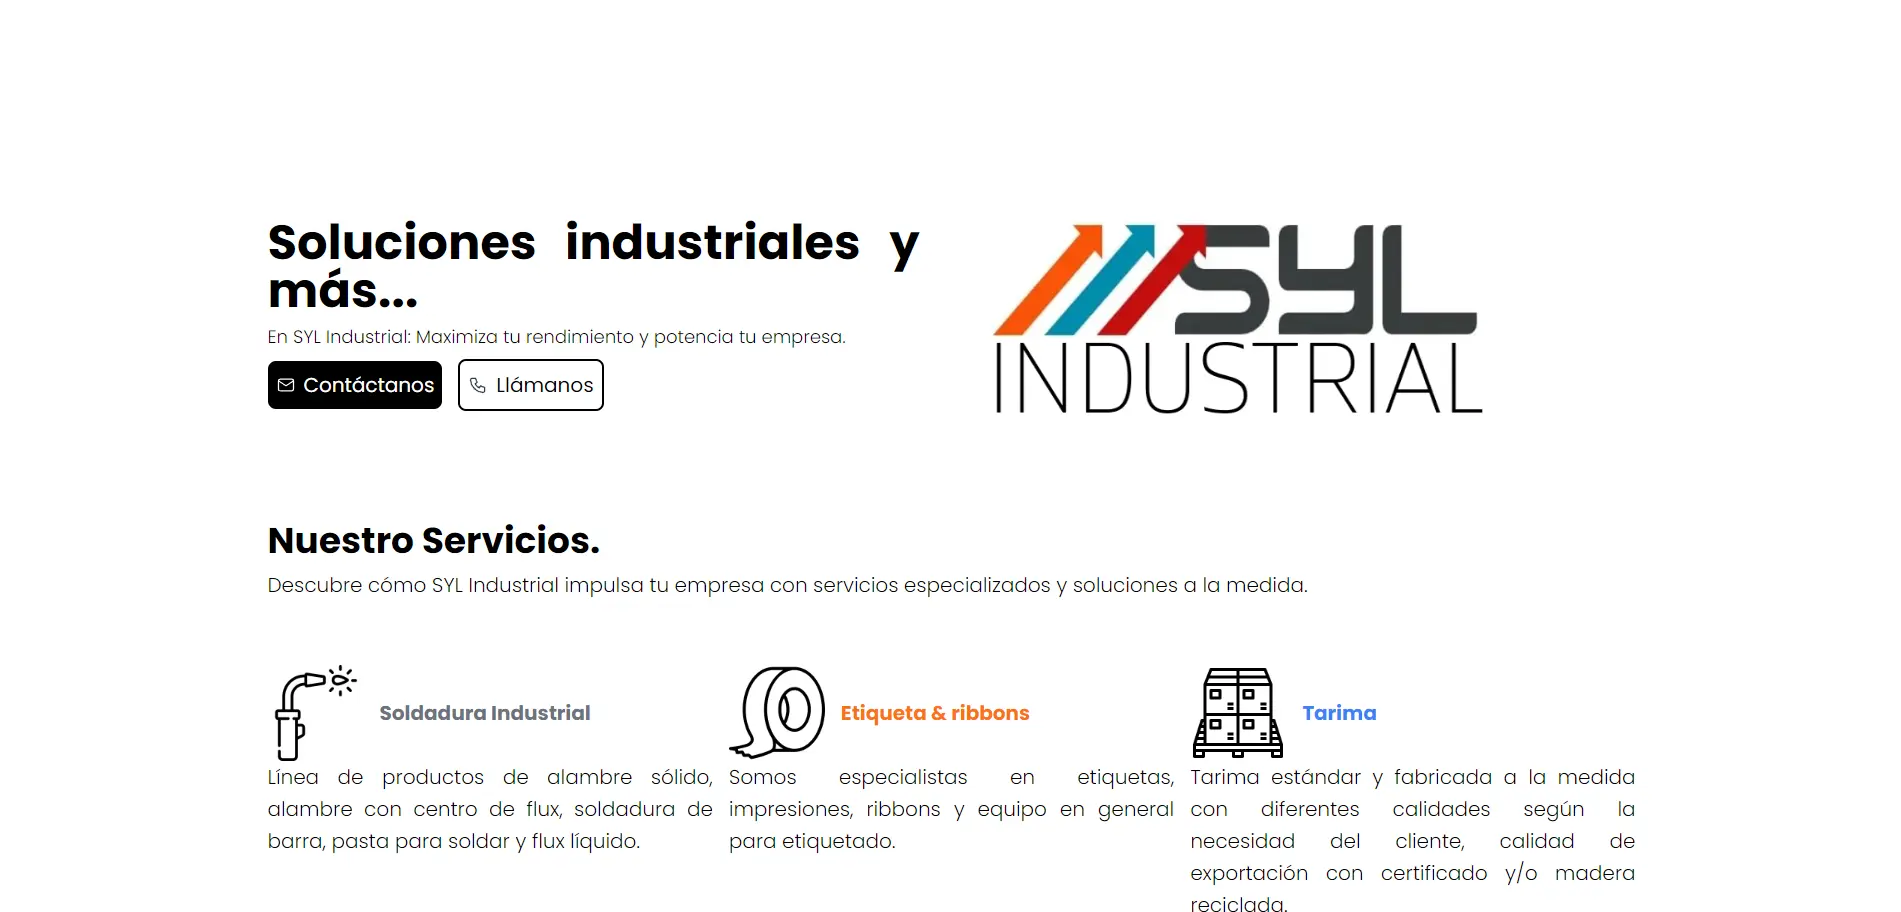 Soluciones industriales y
más...
En SYL Industrial: Maximiza tu rendimiento y potencia tu empresa.
Contáctanos
Llámanos
SYL
INDUSTRIAL
Nuestro Servicios.
Descubre cómo SYL Industrial impulsa tu empresa con servicios especializados y soluciones a la medida.
Soldadura Industrial
Línea de productos de alambre sólido,
alambre con centro de flux, soldadura de
barra, pasta para soldar y flux líquido.
Etiqueta & ribbons
Somos especialistas en etiquetas,
impresiones, ribbons y equipo en general
para etiquetado.
Tarima
Tarima estándar y fabricada a la medida
con diferentes calidades según la
necesidad del cliente, calidad de
exportación con certificado y/o madera
reciclada.